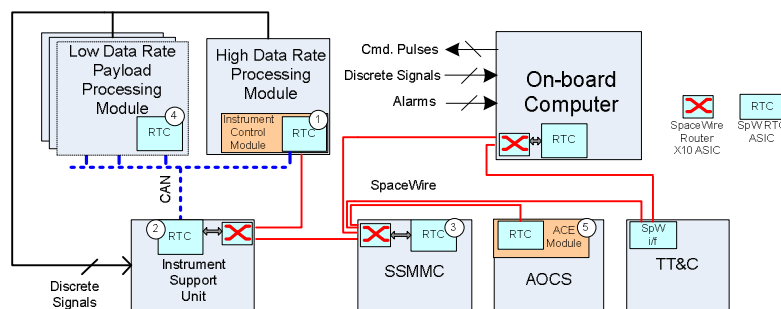 Low Data Rate
Payload
Processing
Module
4
RTC
High Data Rate
Processing
Module
Instrument
Control
Module
1
RTC
Cmd. Pulses
Discrete Signals
Alarms
On-board
Computer
RTC
SpaceWire
Router
X10 ASIC
RTC
SpW RTC
ASIC
CAN
SpaceWire
2
RTC
Instrument
Support
Unit
Discrete
Signals
RTC
3
SSMMC
RTC
ACE
Module
5
AOCS
SpW
i/f
TT&C